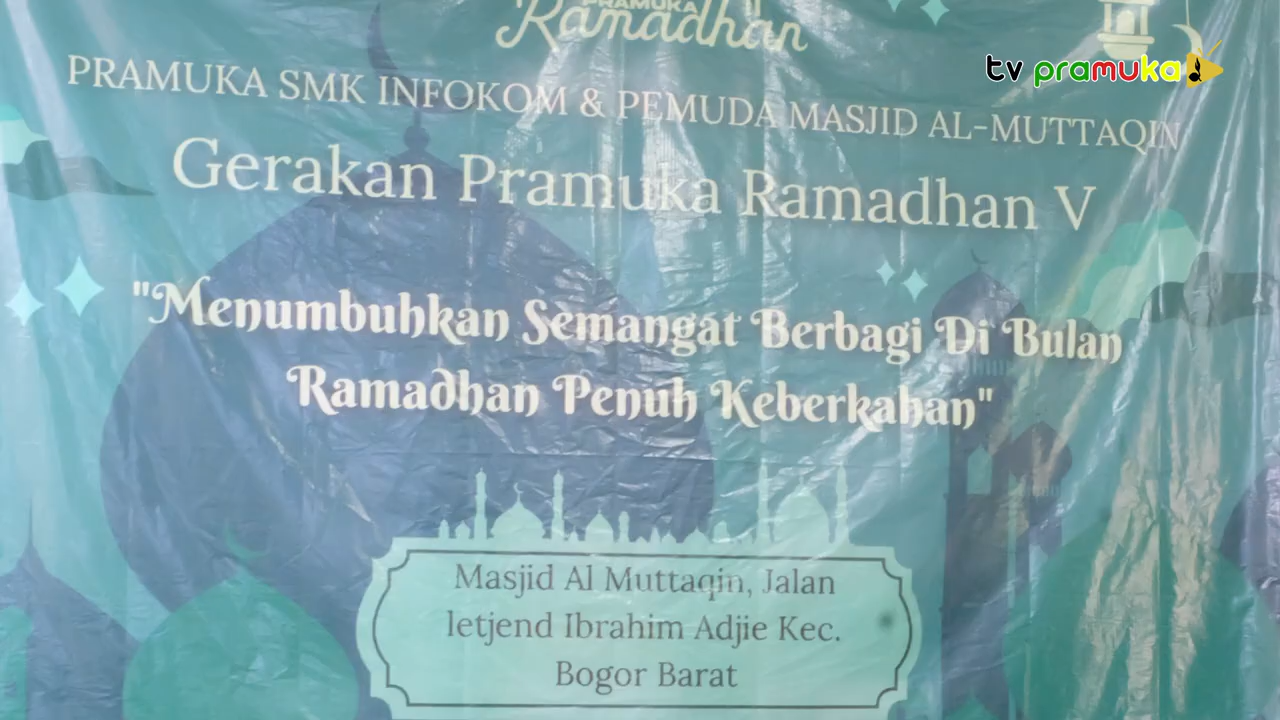 PRAMUKA
Ramadhan
tv pramuka
PRAMUKA SMK INFOKOM & PEMUDA MASJID AL-MUTTAQIN
Gerakan Pramuka Ramadhan V
"Menumbuhkan Semangat Berbagi Di Bulan
Ramadhan Penuh Keberkahan"
Masjid Al Muttaqin, Jalan
letjend Ibrahim Adjie Kec.
Bogor Barat